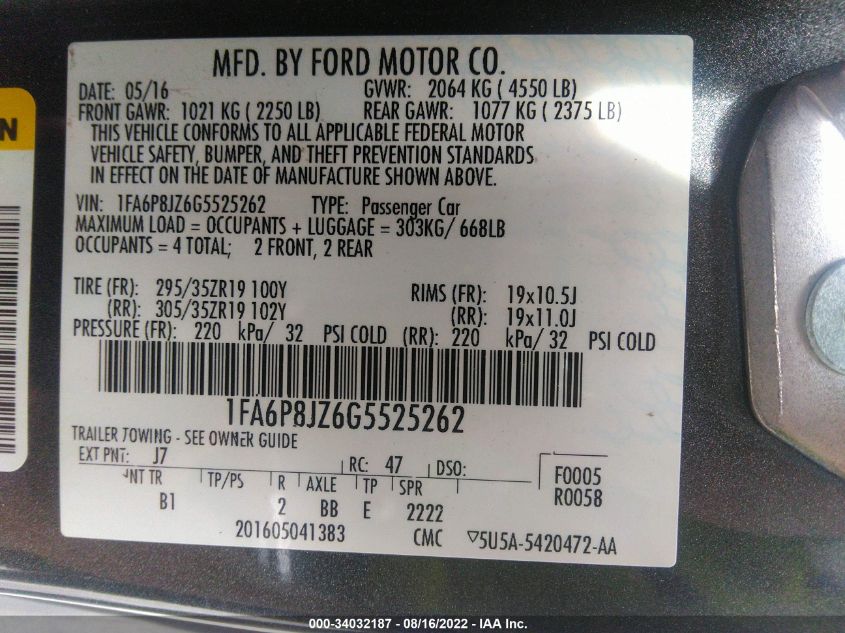 MFD. BY FORD MOTOR CO.
DATE: 05/16 GVWR: 2064 KG ( 4550 LB)
FRONT GAWR: 1021 KG ( 2250 LB) REAR GAWR: 1077 KG ( 2375 LB)
THIS VEHICLE CONFORMS TO ALL APPLICABLE FEDERAL MOTOR
VEHICLE SAFETY, BUMPER, AND THEFT PREVENTION STANDARDS
IN EFFECT ON THE DATE OF MANUFACTURE SHOWN ABOVE.
VIN: 1FA6P8JZ6G5525262 TYPE: Passenger Car
MAXIMUM LOAD = OCCUPANTS + LUGGAGE = 303KG/ 668LB
OCCUPANTS = 4 TOTAL; 2 FRONT, 2 REAR
TIRE (FR): 295/35ZR19 100Y RIMS (FR): 19x10.5J
(RR): 305/35ZR19 102Y (RR): 19x11.0J
PRESSURE (FR): 220 kPa/ 32 PSI COLD (RR): 220 kPa/ 32 PSI COLD
1FA6P8JZ6G5525262
TRAILER TOWING - SEE OWNER GUIDE
EXT PNT: J7 RC: 47 DSO: F0005
INT TR TP/PS R AXLE TP SPR R0058
B1 2 BB E 2222
201605041383 CMC 5U5A-5420472-AA
N
000-34032187 - 08/16/2022 - IAA Inc.